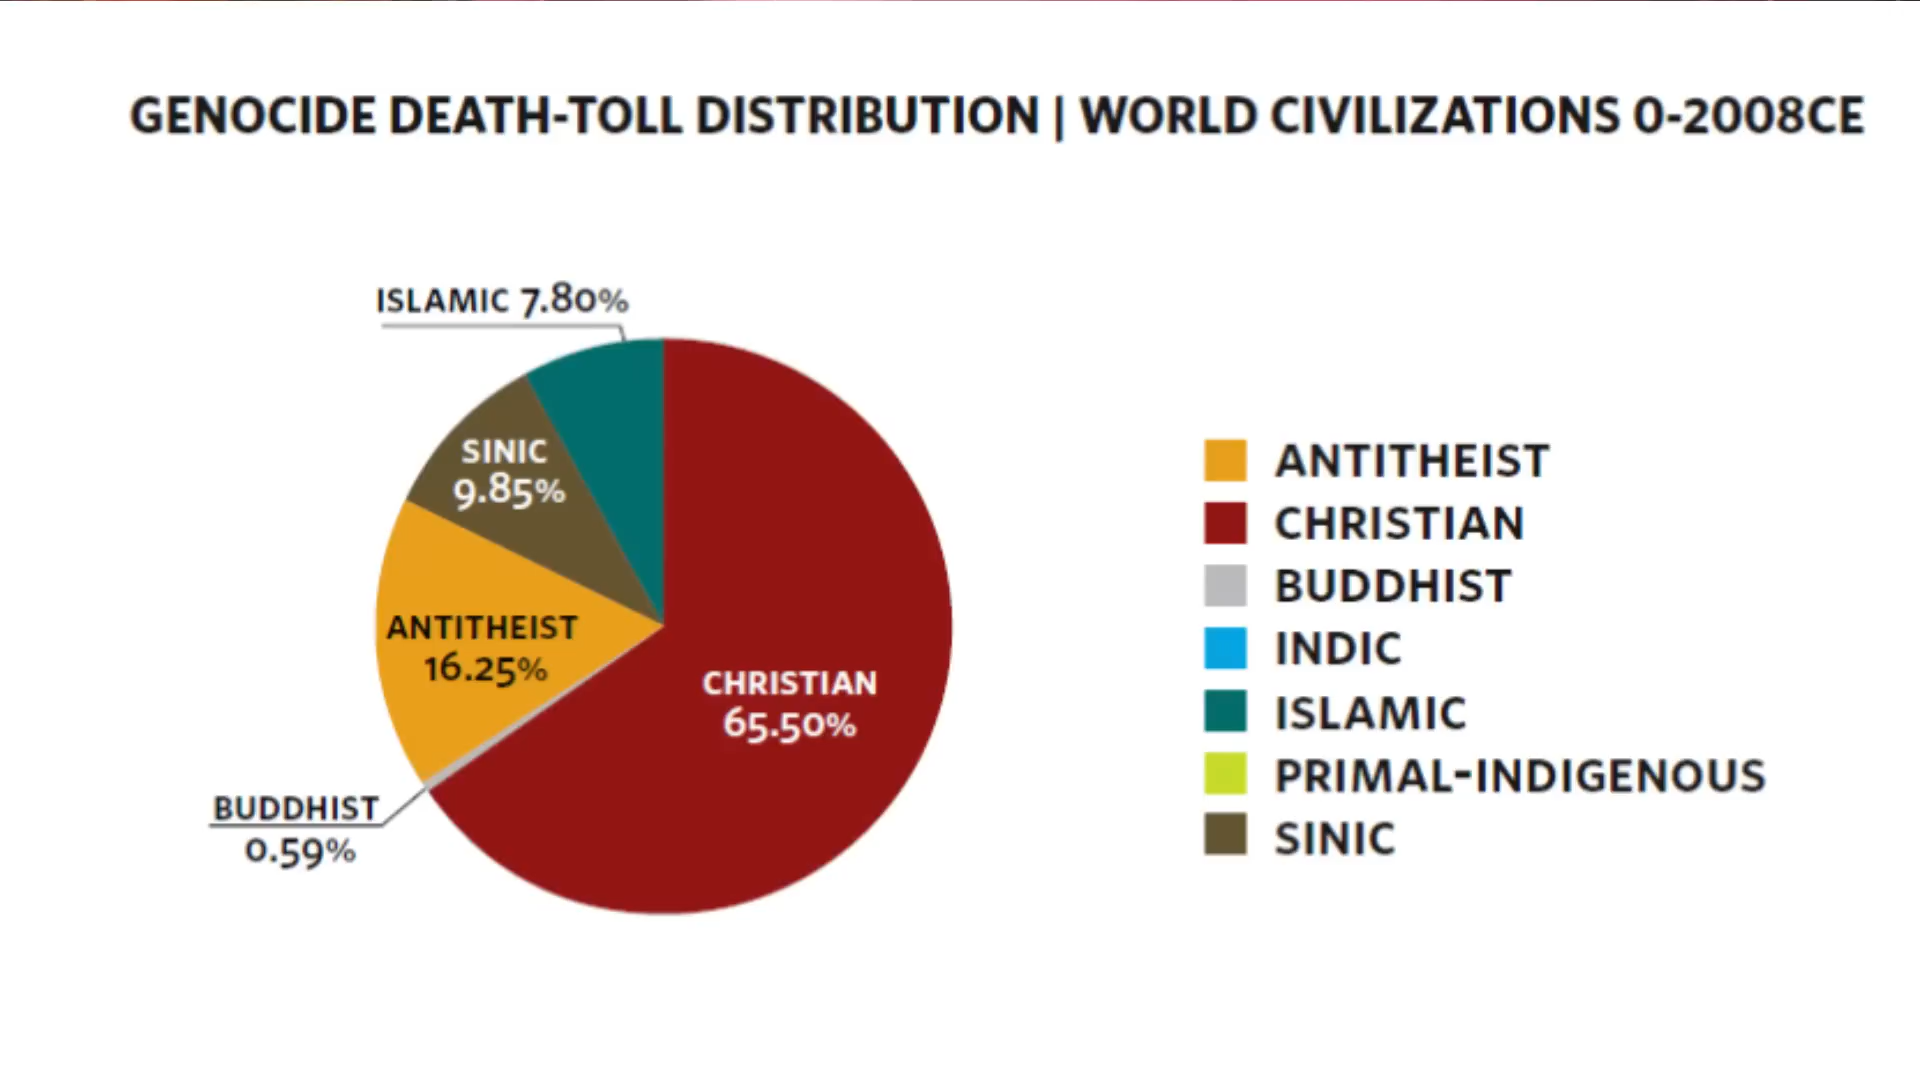 GENOCIDE DEATH-TOLL DISTRIBUTION | WORLD CIVILIZATIONS 0-2008CE
ISLAMIC 7.80%
SINIC
9.85%
ANTITHEIST
16.25%
CHRISTIAN
65.50%
BUDDHIST
0.59%
ANTITHEIST
CHRISTIAN
BUDDHIST
INDIC
ISLAMIC
PRIMAL-INDIGENOUS
SINIC